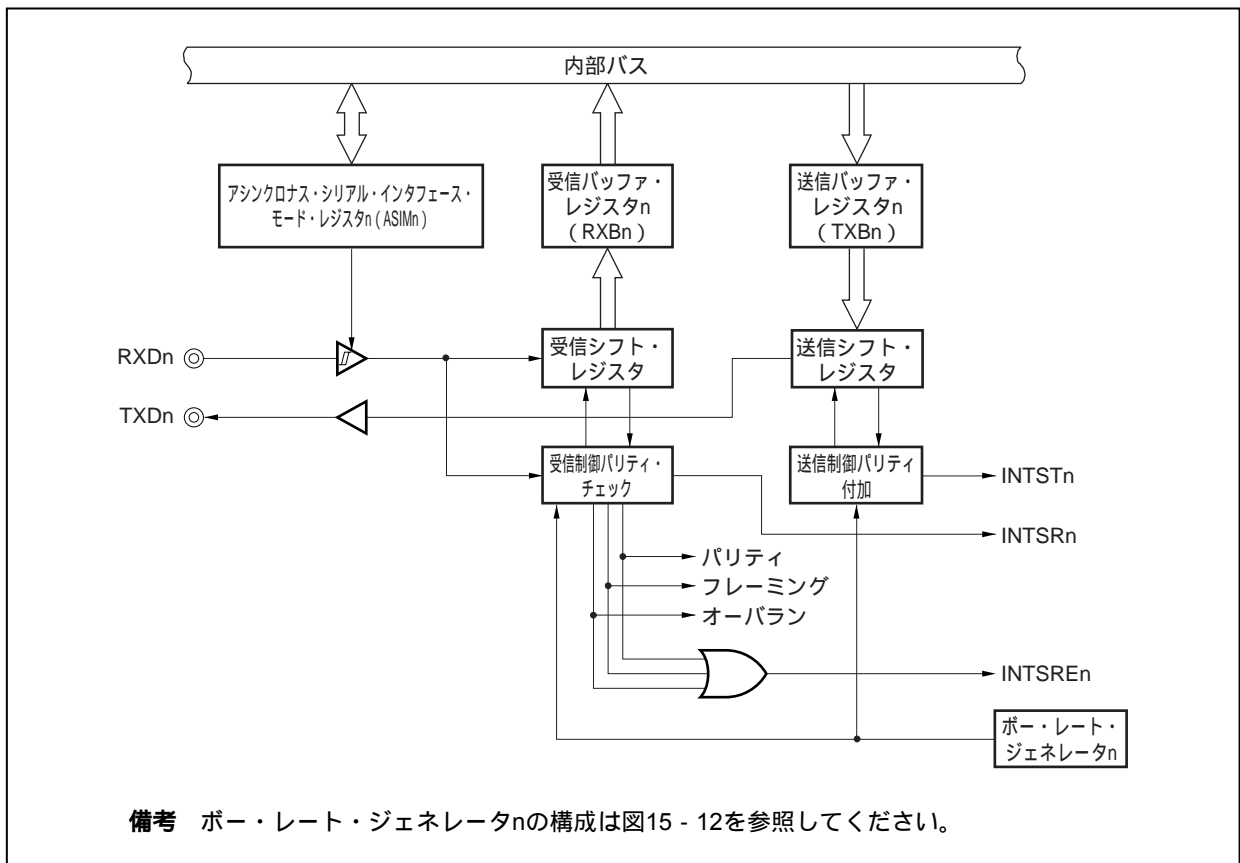 内部バス
アシンクロナス・シリアル・インタフェース・
モード・レジスタn（ASIMn）
受信バッファ・
レジスタn
（RXBn）
送信バッファ・
レジスタn
（TXBn）
RXDn
受信シフト・
レジスタ
送信シフト・
レジスタ
TXDn
受信制御パリティ・
チェック
送信制御パリティ
付加
INTSTn
INTSRn
パリティ
フレーミング
オーバラン
INTSREn
ボー・レート・
ジェネレータn
備考　ボー・レート・ジェネレータnの構成は図15 - 12を参照してください。